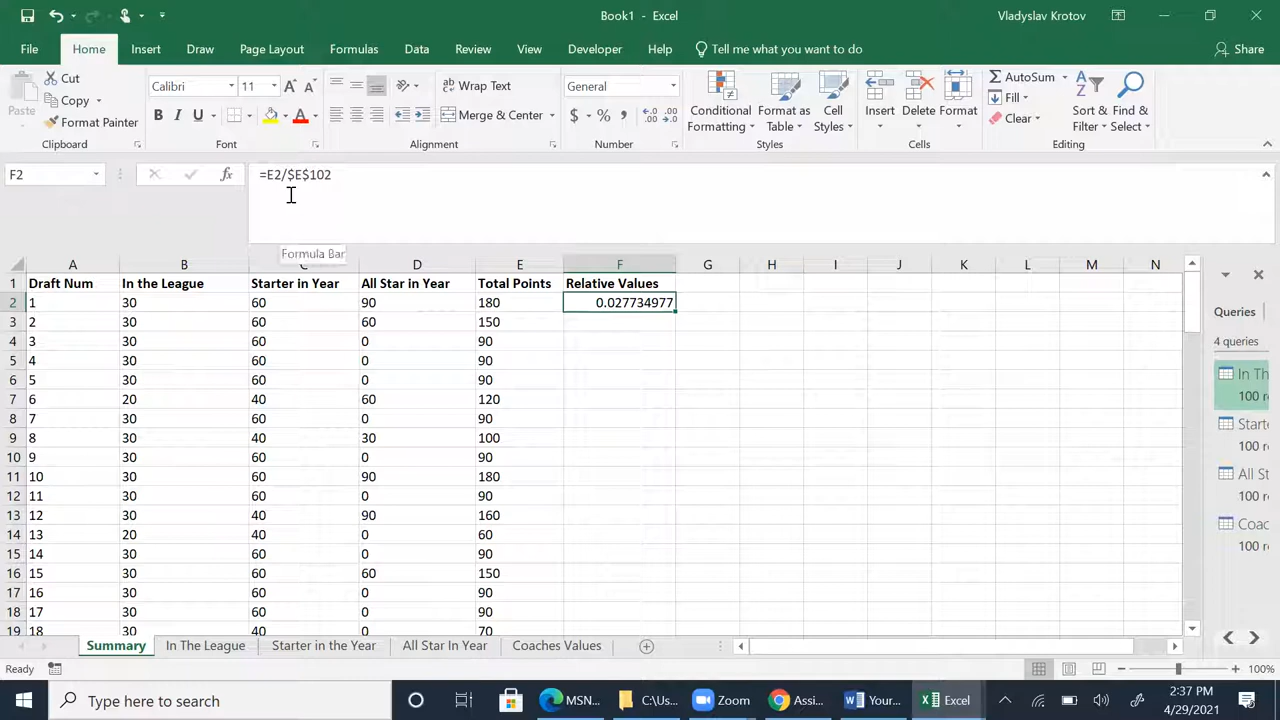 Book1 - Excel
Vladyslav Krotov
File Home Insert Draw Page Layout Formulas Data Review View Developer Help Tell me what you want to do Share
Paste
Cut
Copy
Format Painter
Clipboard
Calibri 11
B I U
Font
Wrap Text
Merge & Center
Alignment
General
$ % ,
Number
Conditional Formatting
Format as Table
Cell Styles
Styles
Insert Delete Format
Cells
AutoSum
Fill
Clear
Sort & Filter
Find & Select
Editing
F2 fx =E2/$E$102
Formula Bar
A B C D E F G H I J K L M N
1 Draft Num In the League Starter in Year All Star in Year Total Points Relative Values
2 1 30 60 90 180 0.027734977
3 2 30 60 60 150
4 3 30 60 0 90
5 4 30 60 0 90
6 5 30 60 0 90
7 6 20 40 60 120
8 7 30 60 0 90
9 8 30 40 30 100
10 9 30 60 0 90
11 10 30 60 90 180
12 11 30 60 0 90
13 12 30 40 90 160
14 13 20 40 0 60
15 14 30 60 0 90
16 15 30 60 60 150
17 16 30 60 0 90
18 17 30 60 0 90
19 18 30 40 0 70
Queries
4 queries
In Th
100 r
Starte
100 r
All St
100 r
Coac
100 r
Summary In The League Starter in the Year All Star In Year Coaches Values
Ready 100%
Type here to search
MSN... C:\Us... Zoom Assi... Your... Excel
2:37 PM
4/29/2021